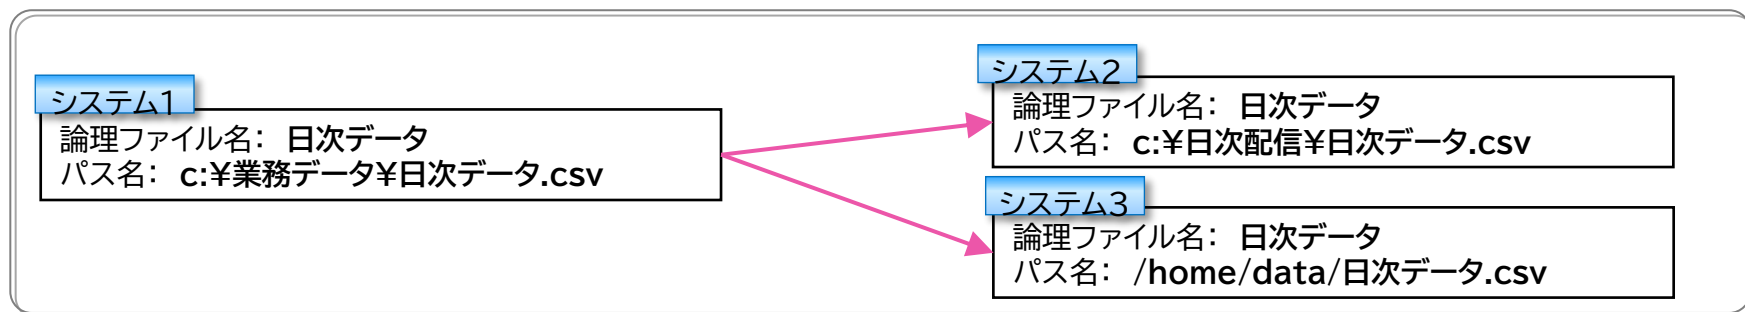 システム1
論理ファイル名： 日次データ
パス名： c:¥業務データ¥日次データ.csv
システム2
論理ファイル名： 日次データ
パス名： c:¥日次配信¥日次データ.csv
システム3
論理ファイル名： 日次データ
パス名： /home/data/日次データ.csv